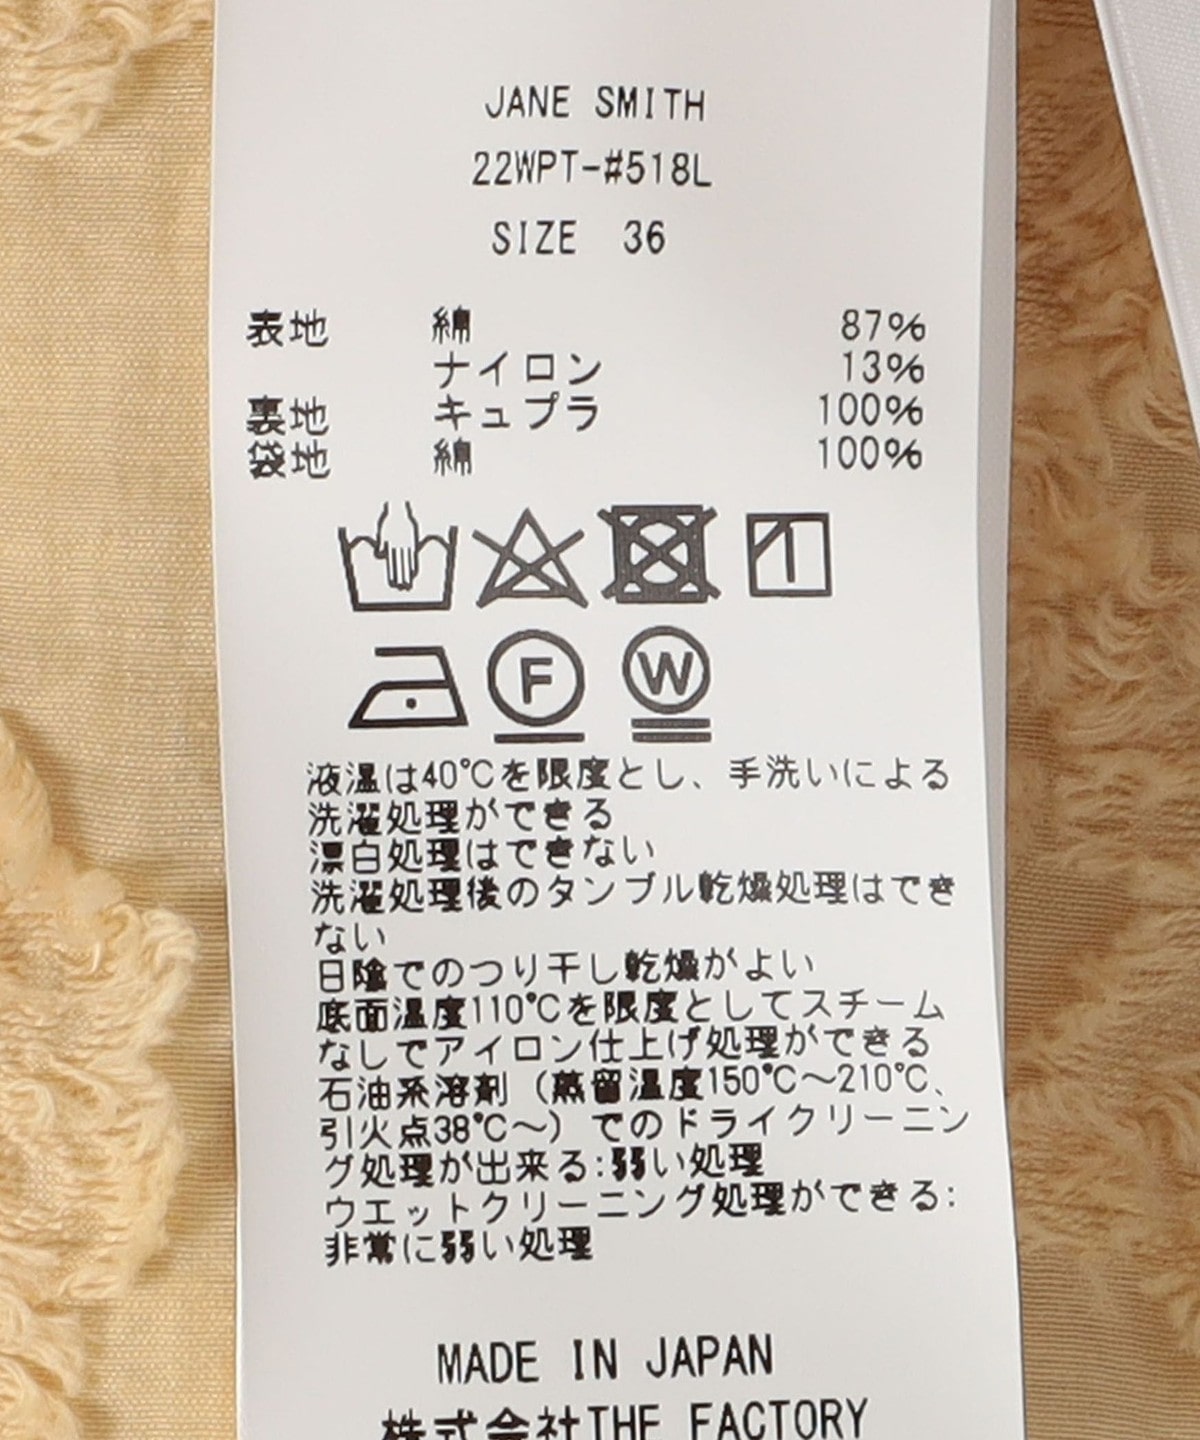 JANE SMITH
22WPT-#518L
SIZE 36
表地 綿 87%
ナイロン 13%
裏地 キュプラ 100%
袋地 綿 100%
F
W
液温は40℃を限度とし、手洗いによる
洗濯処理ができる
漂白処理はできない
洗濯処理後のタンブル乾燥処理はでき
ない
日陰でのつり干し乾燥がよい
底面温度110℃を限度としてスチーム
なしでアイロン仕上げ処理ができる
石油系溶剤（蒸留温度150℃〜210℃、
引火点38℃〜）でのドライクリーニン
グ処理が出来る:弱い処理
ウエットクリーニング処理ができる:
非常に弱い処理
MADE IN JAPAN
株式会社THE FACTORY